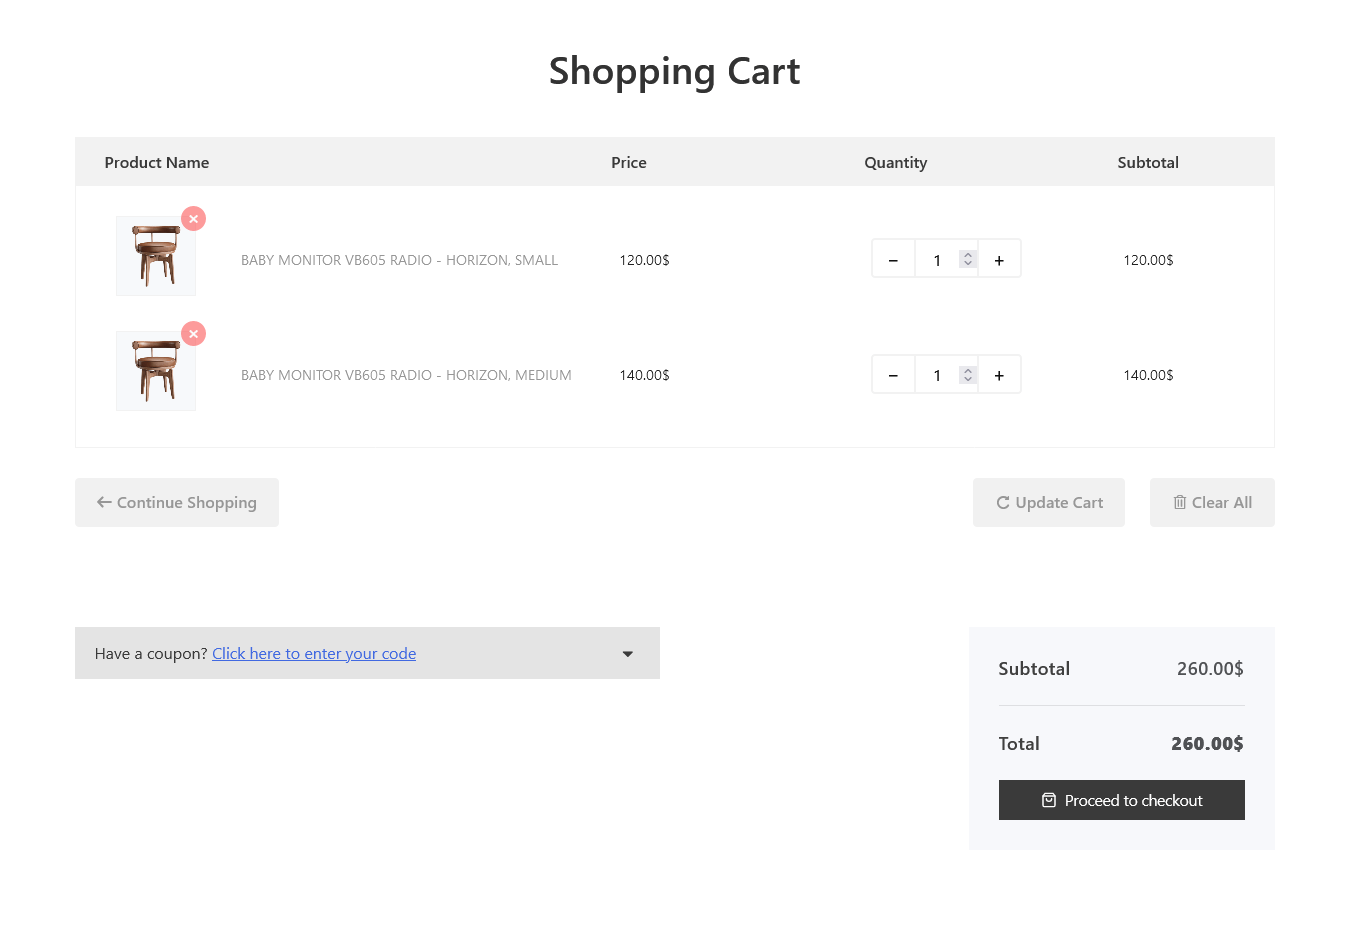 Shopping Cart
Product Name Price Quantity Subtotal
BABY MONITOR VB605 RADIO - HORIZON, SMALL 120.00$ − 1 + 120.00$
BABY MONITOR VB605 RADIO - HORIZON, MEDIUM 140.00$ − 1 + 140.00$
Continue Shopping Update Cart Clear All
Have a coupon? Click here to enter your code
Subtotal 260.00$
Total 260.00$
Proceed to checkout